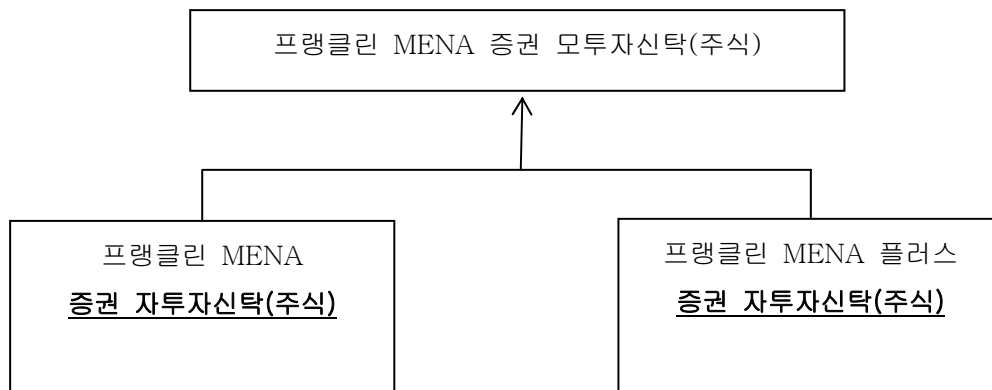 프랭클린 MENA 증권 모투자신탁(주식)
프랭클린 MENA
증권 자투자신탁(주식)
프랭클린 MENA 플러스
증권 자투자신탁(주식)